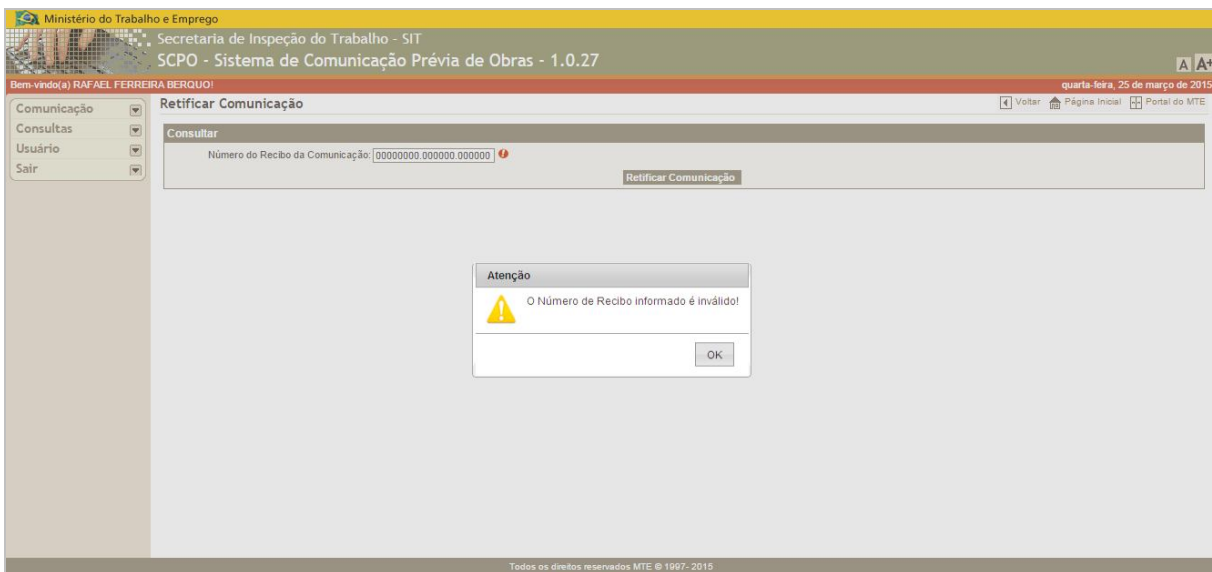 Ministério do Trabalho e Emprego
Secretaria de Inspeção do Trabalho - SIT
SCPO - Sistema de Comunicação Prévia de Obras - 1.0.27
A A+
Bem-vindo(a) RAFAEL FERREIRA BERQUO!
quarta-feira, 25 de março de 2015
Comunicação
Consultas
Usuário
Sair
Retificar Comunicação
Voltar Página Inicial Portal do MTE
Consultar
Número do Recibo da Comunicação: 00000000.000000.000000
Retificar Comunicação
Atenção
O Número de Recibo informado é inválido!
OK
Todos os direitos reservados MTE © 1997- 2015